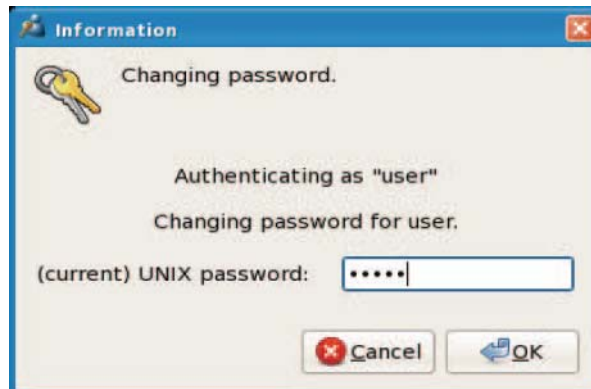 Information
Changing password.
Authenticating as "user"
Changing password for user.
(current) UNIX password: •••••
Cancel
OK